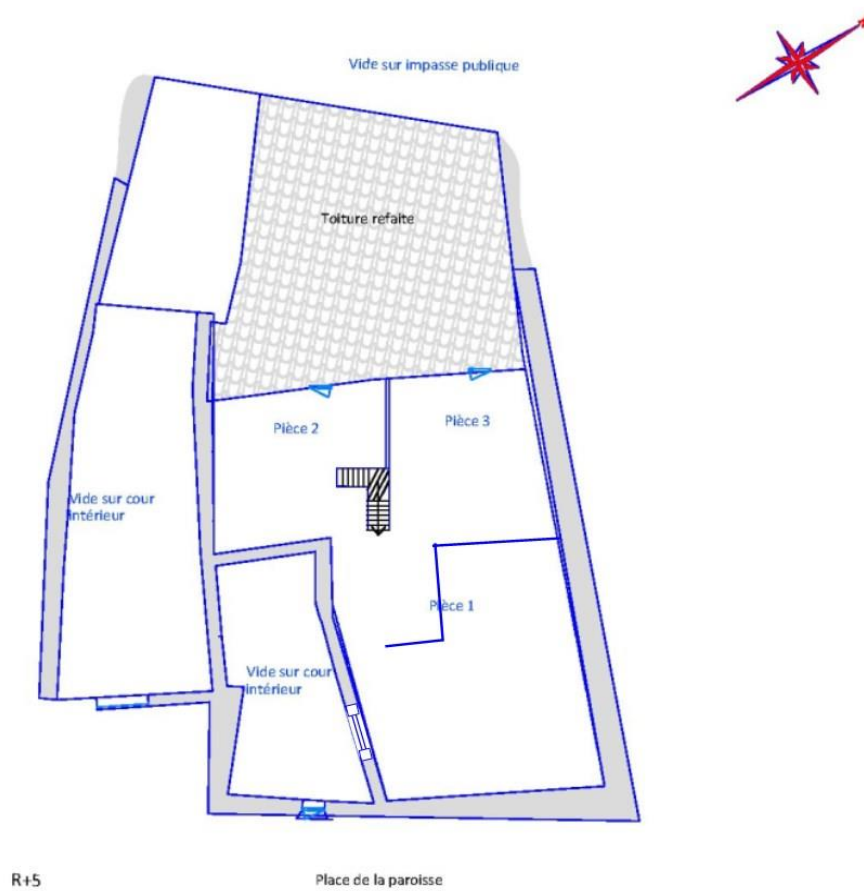 Vide sur impasse publique
Toiture refaite
Pièce 2
Pièce 3
Vide sur cour
intérieur
Pièce 1
Vide sur cour
intérieur
R+5
Place de la paroisse